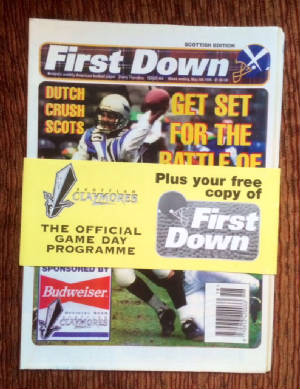 SCOTTISH EDITION
First Down
DUTCH
CRUSH
SCOTS
GET SET
FOR THE
BATTLE OF
SCOTTISH
CLAYMORES
THE OFFICIAL
GAME DAY
PROGRAMME
Plus your free
copy of
First
Down
SPONSORED BY
Budweiser
CLAYMORES